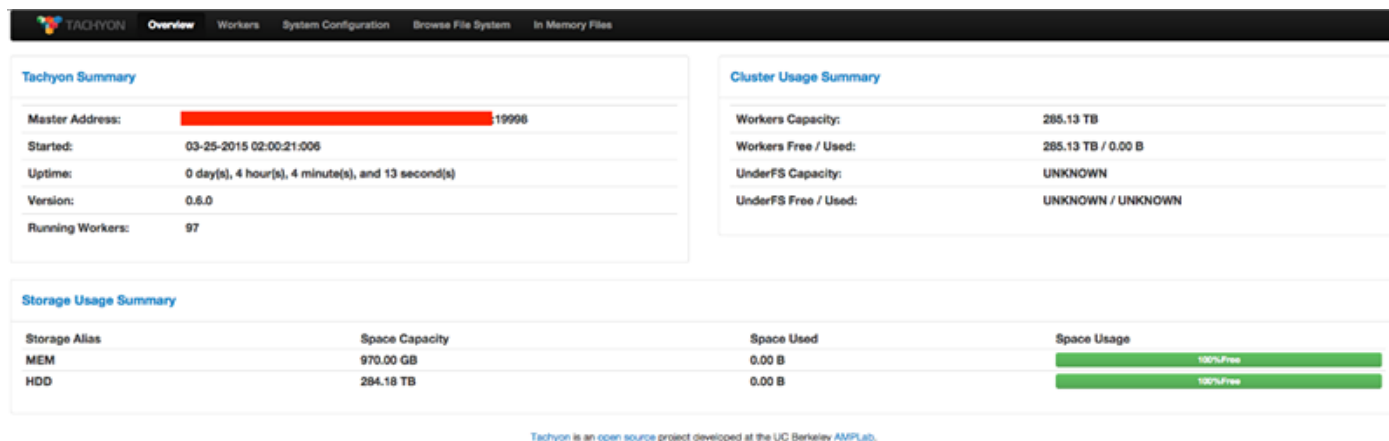 TACHYON Overview Workers System Configuration Browse File System In Memory Files
Tachyon Summary
Master Address: :19998
Started: 03-25-2015 02:00:21:006
Uptime: 0 day(s), 4 hour(s), 4 minute(s), and 13 second(s)
Version: 0.6.0
Running Workers: 97
Cluster Usage Summary
Workers Capacity: 285.13 TB
Workers Free / Used: 285.13 TB / 0.00 B
UnderFS Capacity: UNKNOWN
UnderFS Free / Used: UNKNOWN / UNKNOWN
Storage Usage Summary
Storage Alias Space Capacity Space Used Space Usage
MEM 970.00 GB 0.00 B 100%Free
HDD 284.18 TB 0.00 B 100%Free
Tachyon is an open source project developed at the UC Berkeley AMPLab.